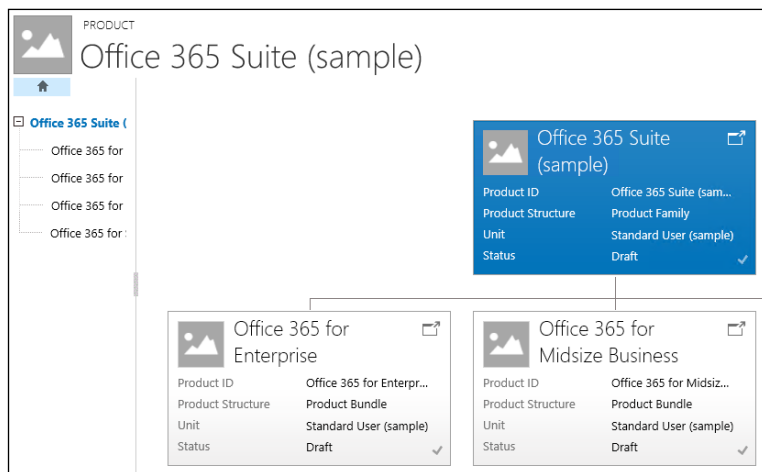 PRODUCT
Office 365 Suite (sample)
Office 365 Suite (
Office 365 for
Office 365 for
Office 365 for
Office 365 for
Office 365 Suite
(sample)
Product ID Office 365 Suite (sam...
Product Structure Product Family
Unit Standard User (sample)
Status Draft
Office 365 for
Enterprise
Product ID Office 365 for Enterpr...
Product Structure Product Bundle
Unit Standard User (sample)
Status Draft
Office 365 for
Midsize Business
Product ID Office 365 for Midsiz...
Product Structure Product Bundle
Unit Standard User (sample)
Status Draft